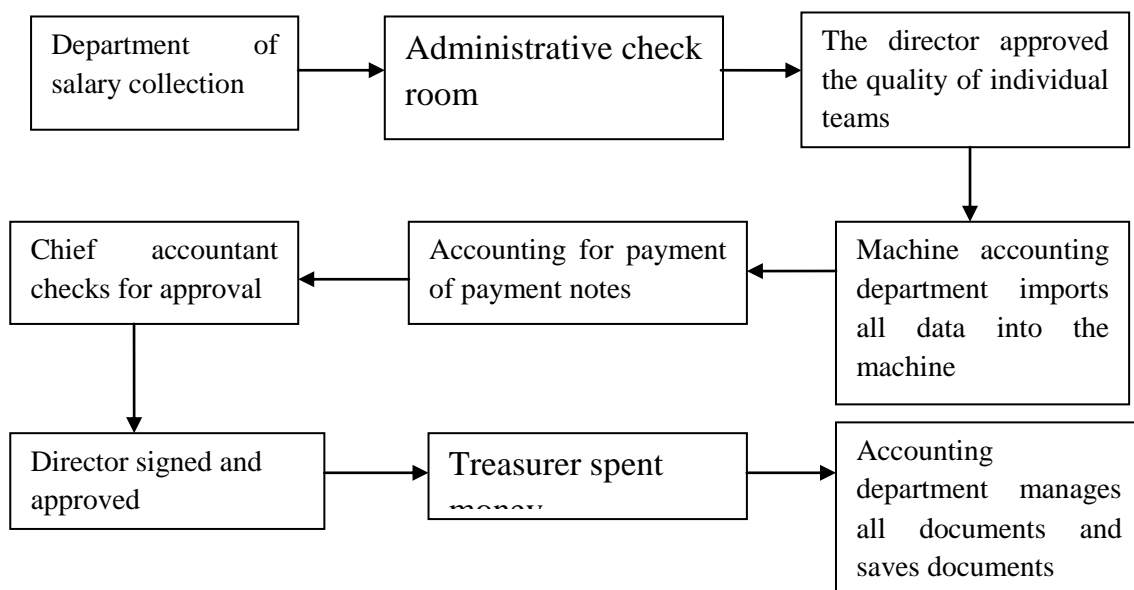 Department of
salary collection
Administrative check
room
The director approved
the quality of individual
teams
Chief accountant
checks for approval
Accounting for payment
of payment notes
Machine accounting
department imports
all data into the
machine
Director signed and
approved
Treasurer spent
money
Accounting
department manages
all documents and
saves documents